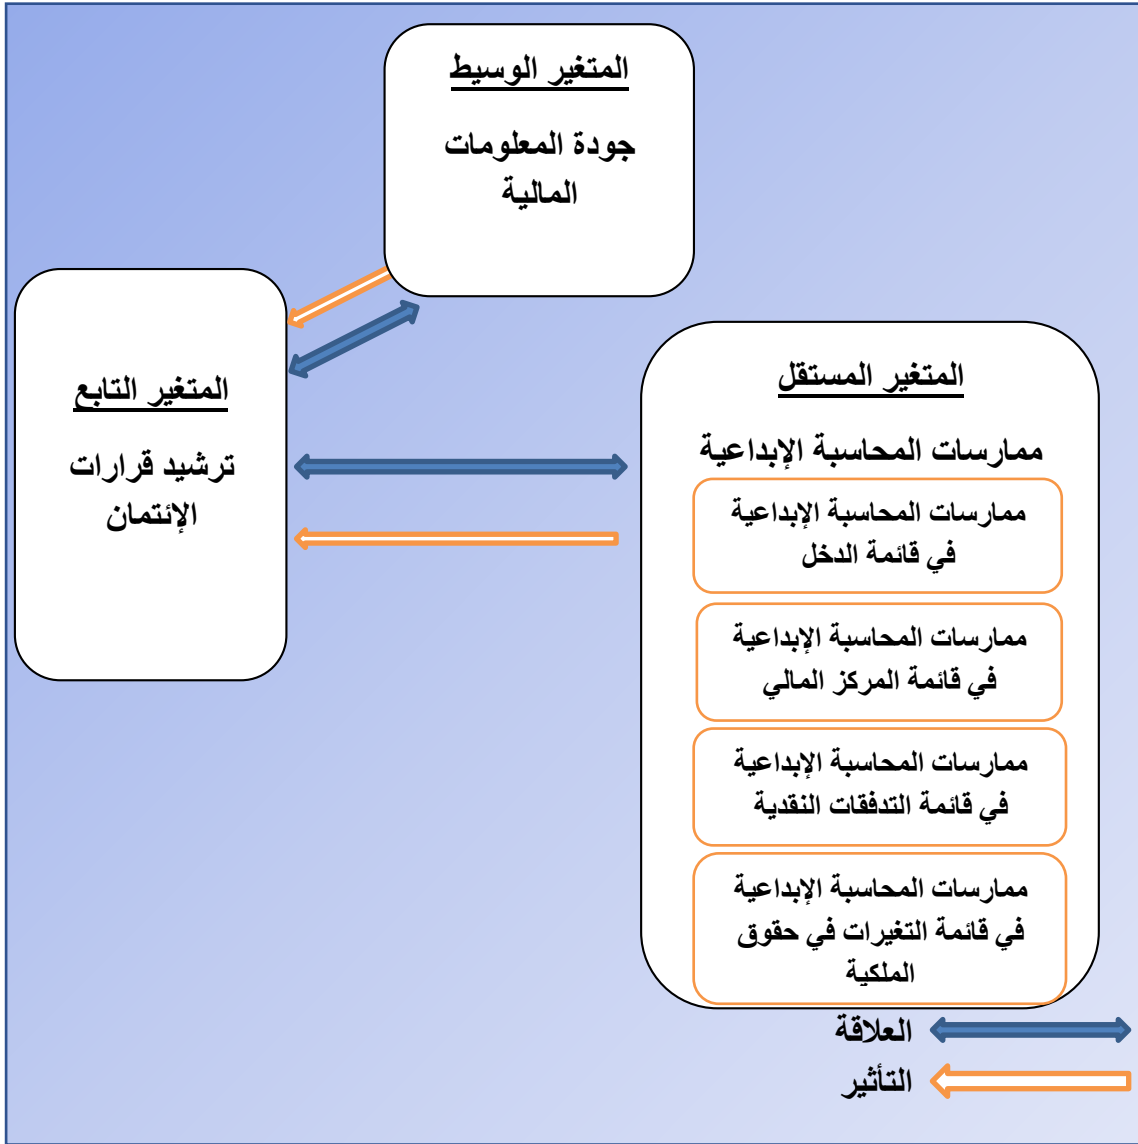 المتغير الوسيط
جودة المعلومات
المالية
المتغير المستقل
ممارسات المحاسبة الإبداعية
ممارسات المحاسبة الإبداعية
في قائمة الدخل
ممارسات المحاسبة الإبداعية
في قائمة المركز المالي
ممارسات المحاسبة الإبداعية
في قائمة التدفقات النقدية
ممارسات المحاسبة الإبداعية
في قائمة التغيرات في حقوق
الملكية
المتغير التابع
ترشيد قرارات
الإئتمان
العلاقة
التأثير